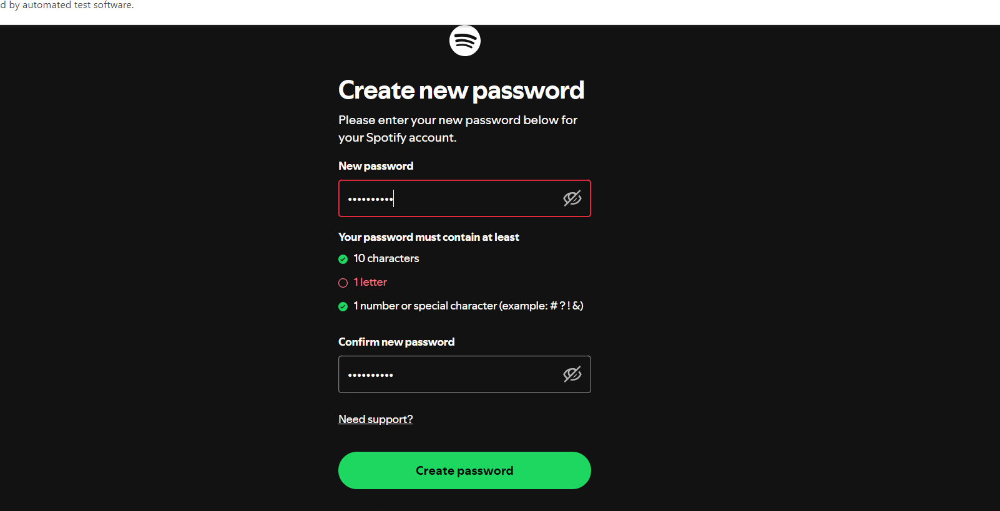 d by automated test software.
Create new password
Please enter your new password below for
your Spotify account.
New password
••••••••••
Your password must contain at least
10 characters
1 letter
1 number or special character (example: # ? ! &)
Confirm new password
••••••••••
Need support?
Create password